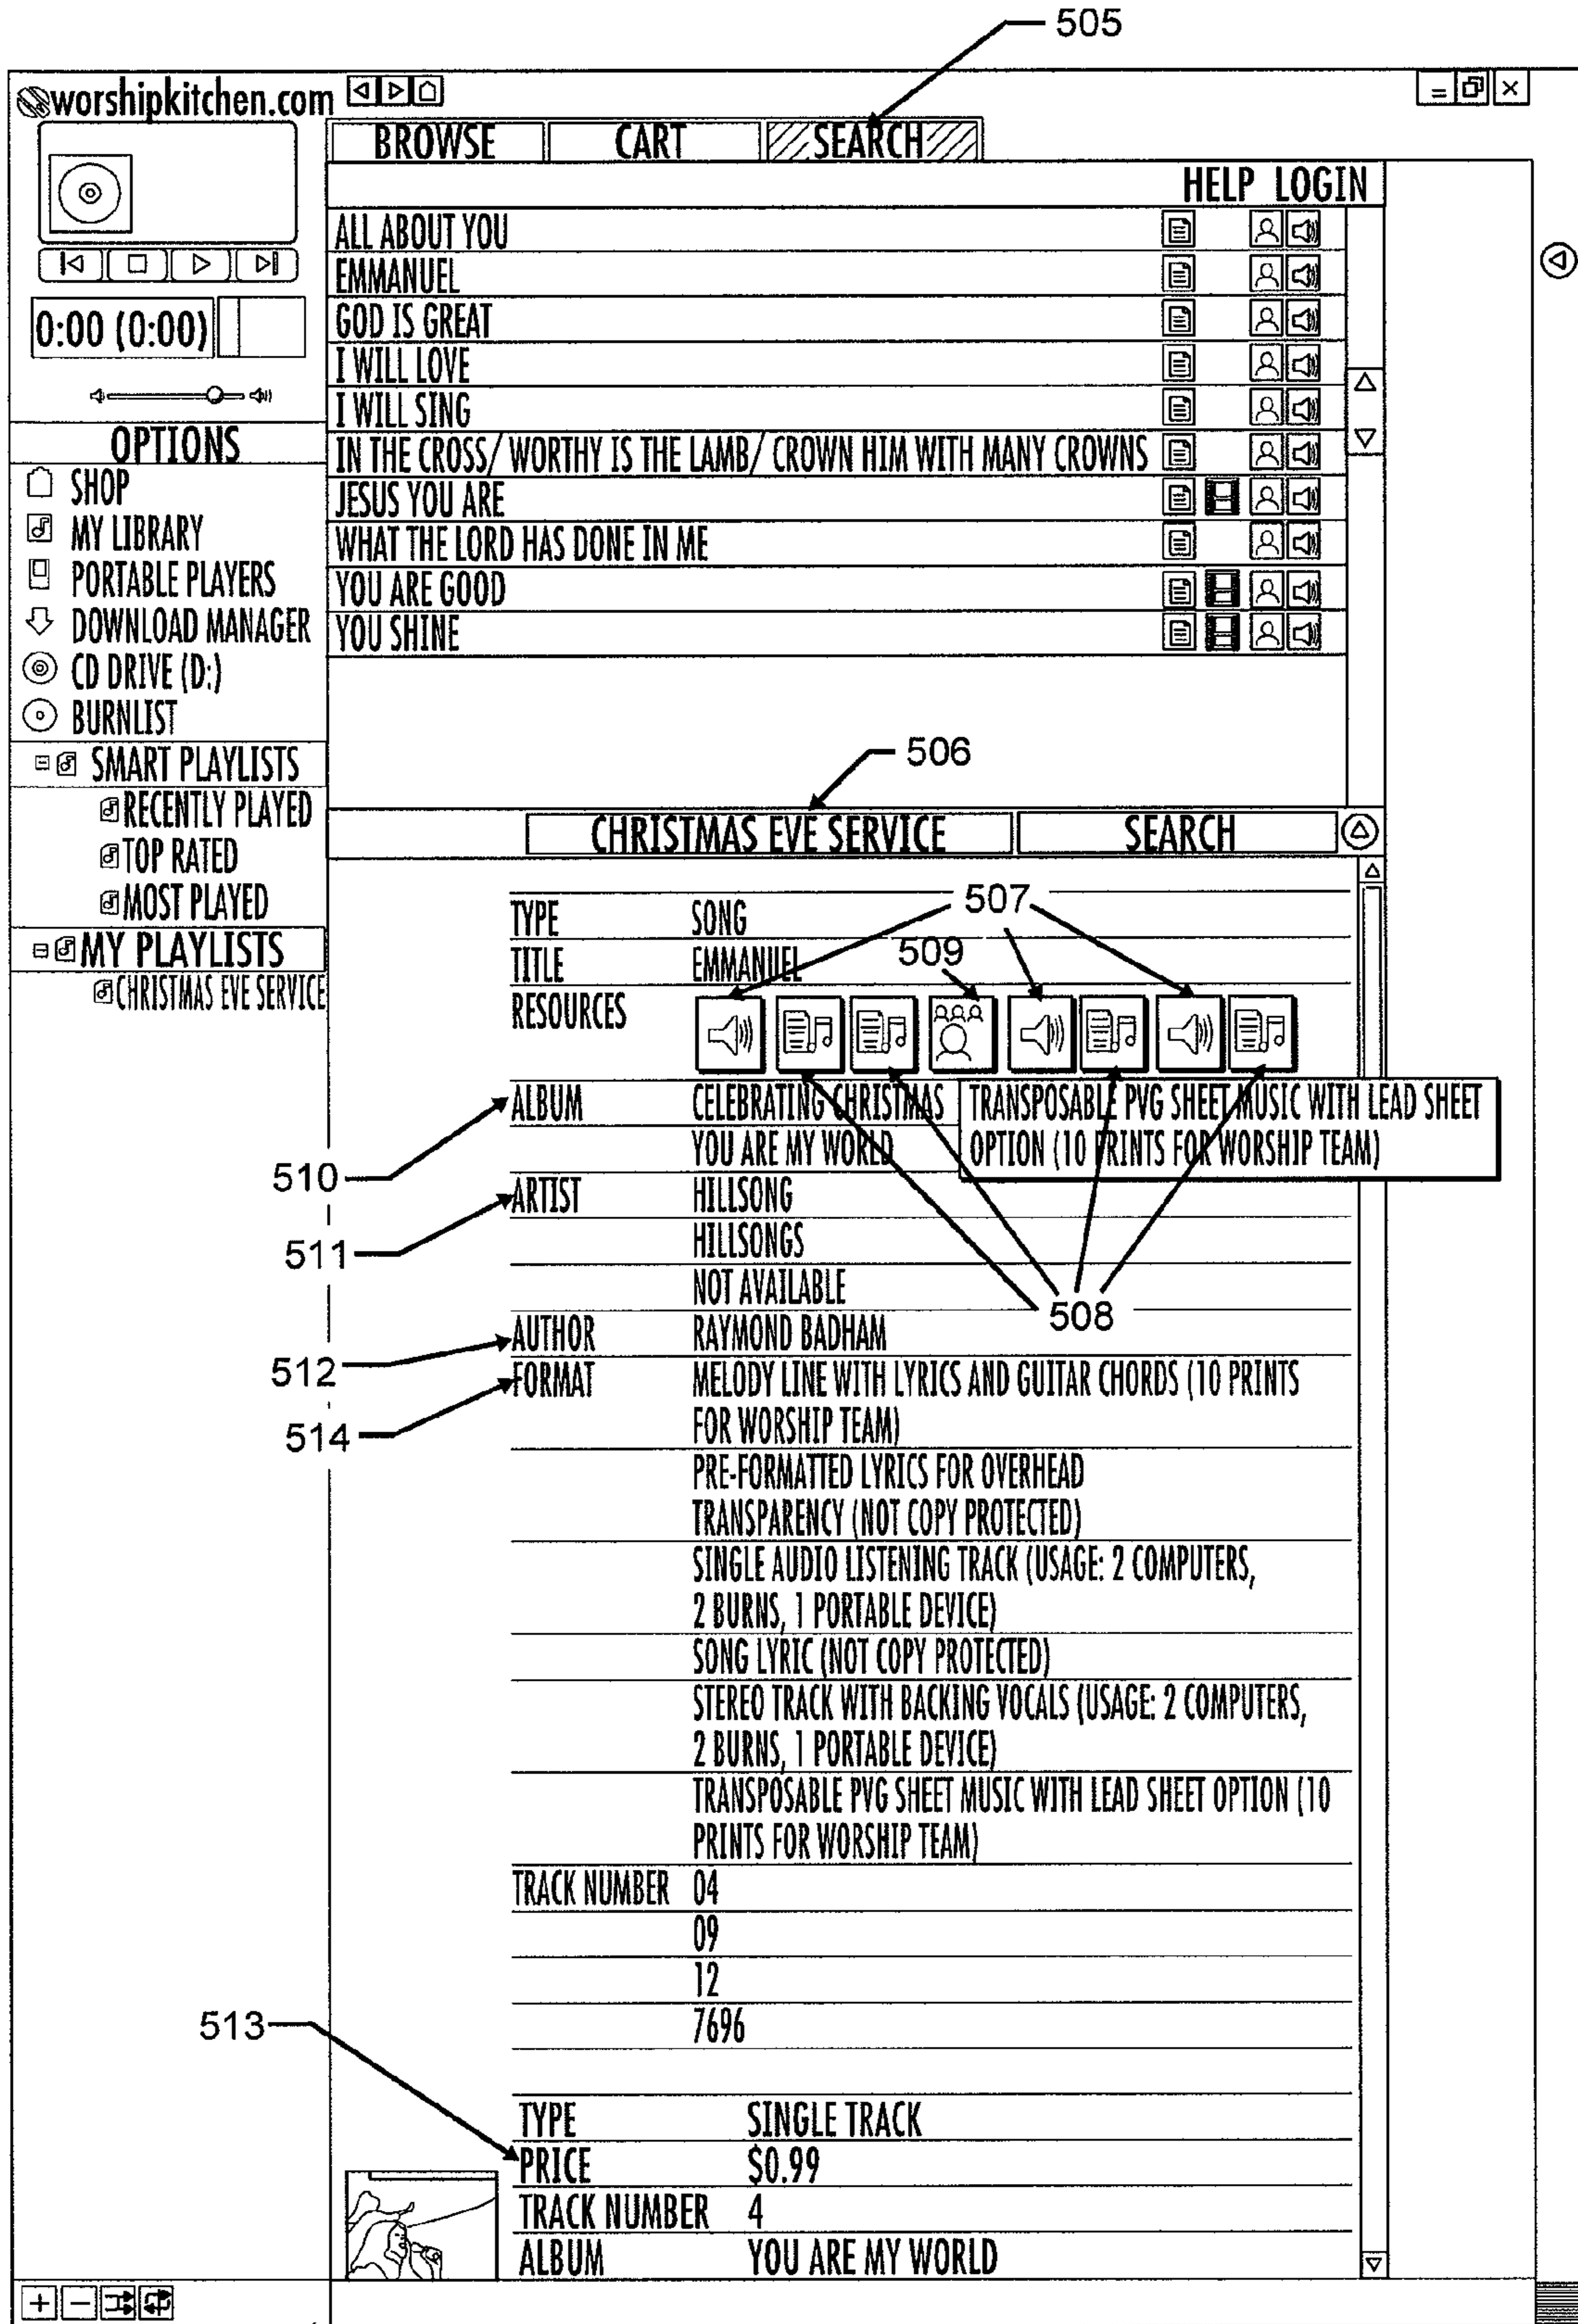 505
worshipkitchen.com
BROWSE CART SEARCH
HELP LOGIN
0:00 (0:00)
OPTIONS
SHOP
MY LIBRARY
PORTABLE PLAYERS
DOWNLOAD MANAGER
CD DRIVE (D:)
BURNLIST
SMART PLAYLISTS
RECENTLY PLAYED
TOP RATED
MOST PLAYED
MY PLAYLISTS
CHRISTMAS EVE SERVICE
ALL ABOUT YOU
EMMANUEL
GOD IS GREAT
I WILL LOVE
I WILL SING
IN THE CROSS/ WORTHY IS THE LAMB/ CROWN HIM WITH MANY CROWNS
JESUS YOU ARE
WHAT THE LORD HAS DONE IN ME
YOU ARE GOOD
YOU SHINE
506
CHRISTMAS EVE SERVICE SEARCH
507
TYPE SONG
509
TITLE EMMANUEL
RESOURCES
ALBUM CELEBRATING CHRISTMAS
YOU ARE MY WORLD
TRANSPOSABLE PVG SHEET MUSIC WITH LEAD SHEET
OPTION (10 PRINTS FOR WORSHIP TEAM)
510
ARTIST HILLSONG
511
HILLSONGS
NOT AVAILABLE
508
AUTHOR RAYMOND BADHAM
512
FORMAT MELODY LINE WITH LYRICS AND GUITAR CHORDS (10 PRINTS
FOR WORSHIP TEAM)
514
PRE-FORMATTED LYRICS FOR OVERHEAD
TRANSPARENCY (NOT COPY PROTECTED)
SINGLE AUDIO LISTENING TRACK (USAGE: 2 COMPUTERS,
2 BURNS, 1 PORTABLE DEVICE)
SONG LYRIC (NOT COPY PROTECTED)
STEREO TRACK WITH BACKING VOCALS (USAGE: 2 COMPUTERS,
2 BURNS, 1 PORTABLE DEVICE)
TRANSPOSABLE PVG SHEET MUSIC WITH LEAD SHEET OPTION (10
PRINTS FOR WORSHIP TEAM)
TRACK NUMBER 04
09
12
7696
513
TYPE SINGLE TRACK
PRICE $0.99
TRACK NUMBER 4
ALBUM YOU ARE MY WORLD